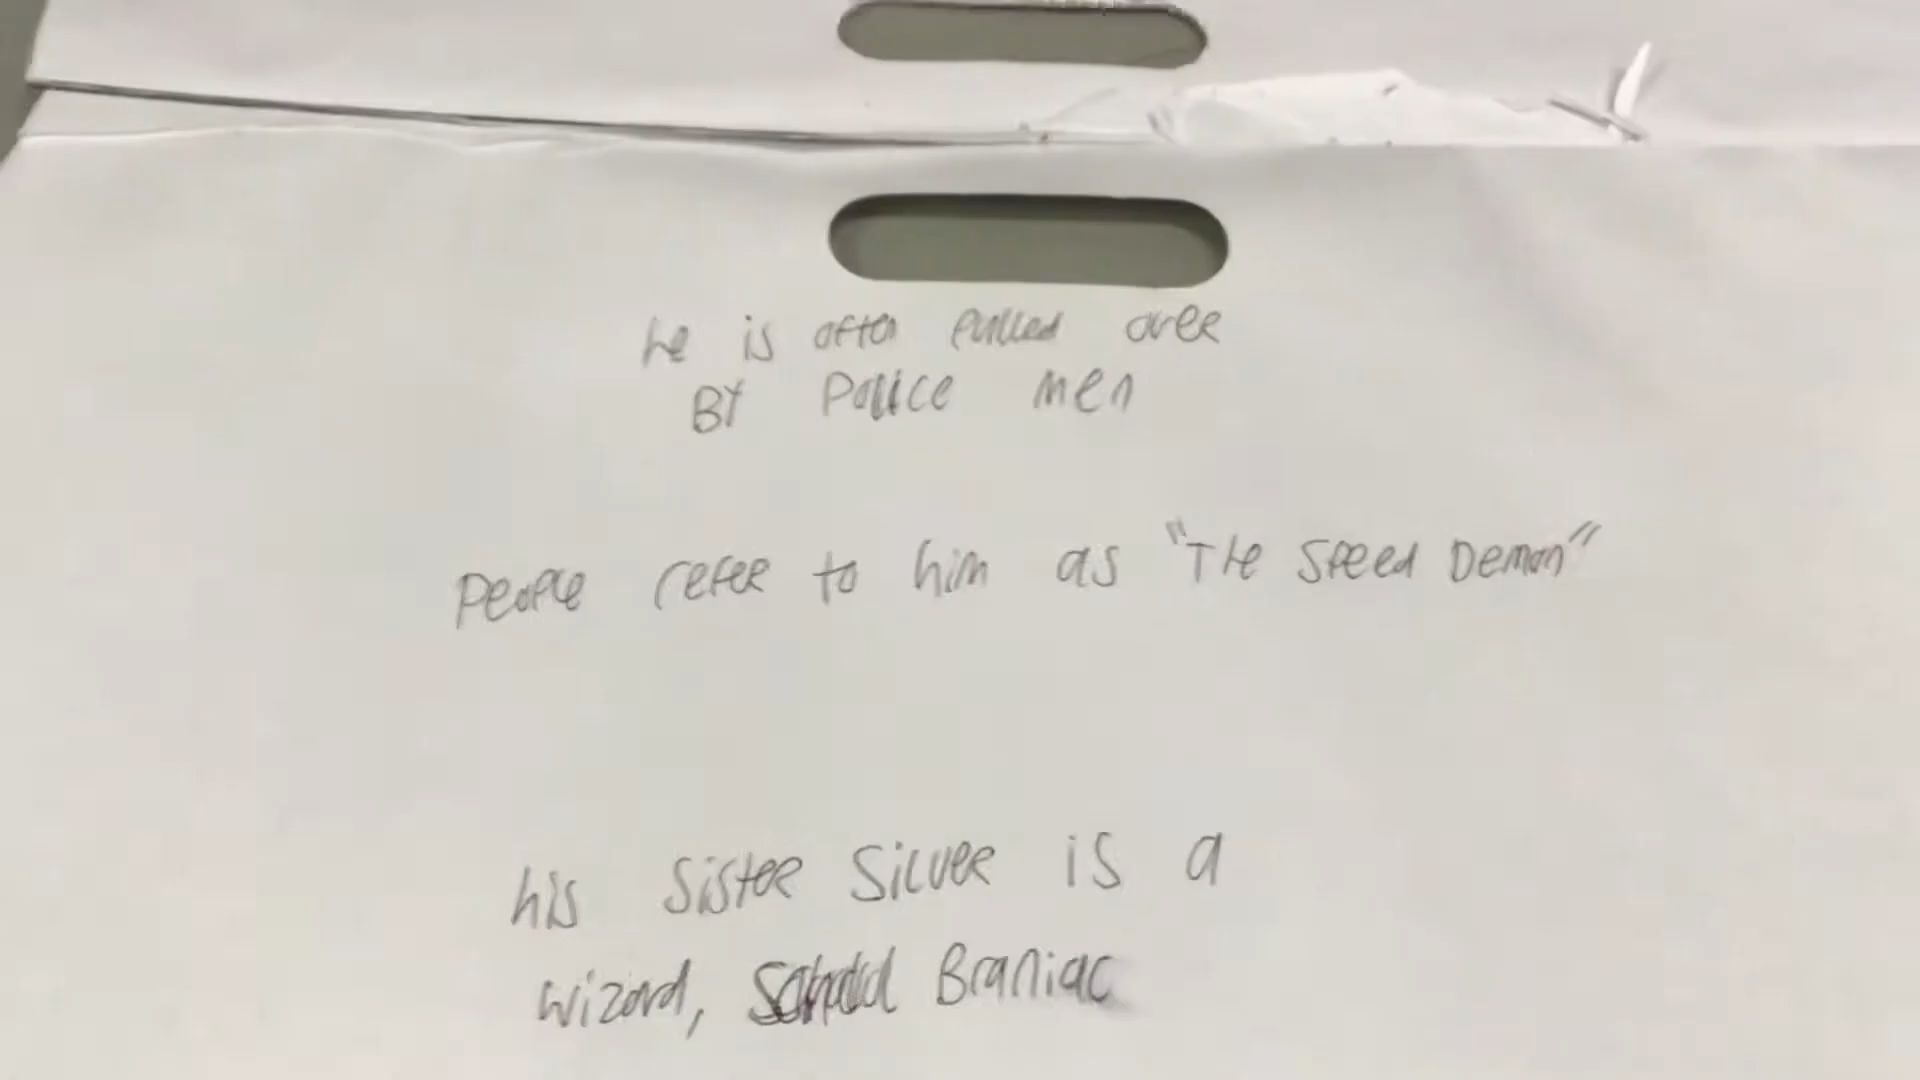 he is often pulled over
BY Police men
People refer to him as "The Speed Demon"
his Sister Silver is a
wizard, Braniac